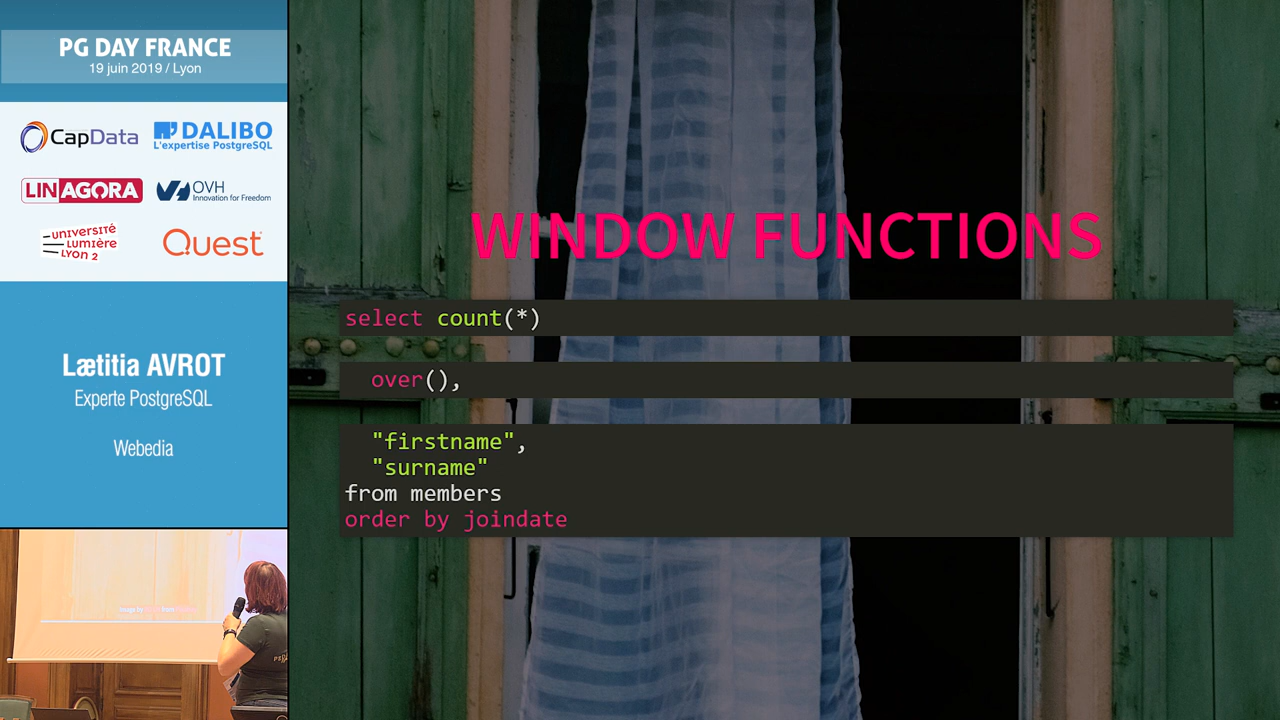 PG DAY FRANCE
19 juin 2019 / Lyon
CapData
DALIBO
L'expertise PostgreSQL
LINAGORA
OVH
Innovation for Freedom
UNIVERSITÉ
LUMIÈRE
LYON 2
Quest
Lætitia AVROT
Experte PostgreSQL
Webedia
WINDOW FUNCTIONS
select count(*)
over(),
"firstname",
"surname"
from members
order by joindate